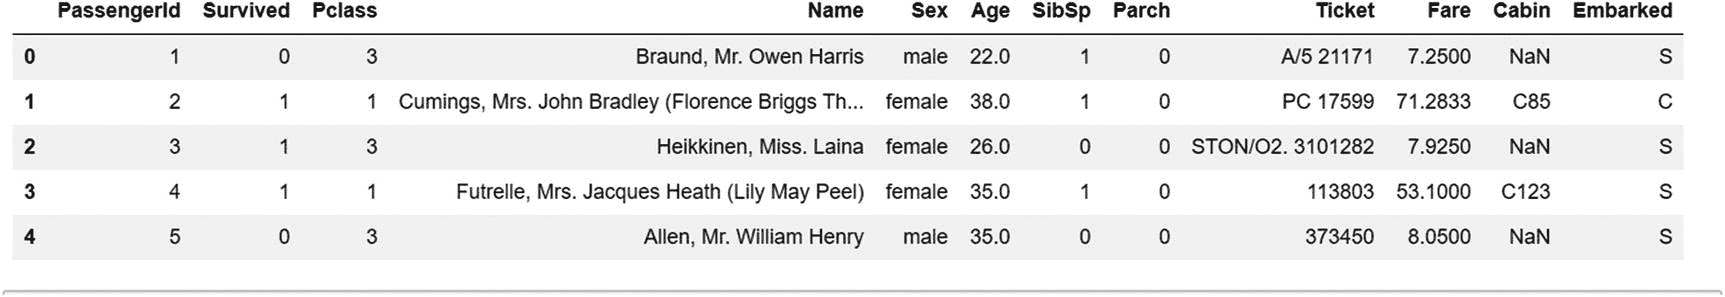 PassengerId Survived Pclass Name Sex Age SibSp Parch Ticket Fare Cabin Embarked
0 1 0 3 Braund, Mr. Owen Harris male 22.0 1 0 A/5 21171 7.2500 NaN S
1 2 1 1 Cumings, Mrs. John Bradley (Florence Briggs Th... female 38.0 1 0 PC 17599 71.2833 C85 C
2 3 1 3 Heikkinen, Miss. Laina female 26.0 0 0 STON/O2. 3101282 7.9250 NaN S
3 4 1 1 Futrelle, Mrs. Jacques Heath (Lily May Peel) female 35.0 1 0 113803 53.1000 C123 S
4 5 0 3 Allen, Mr. William Henry male 35.0 0 0 373450 8.0500 NaN S